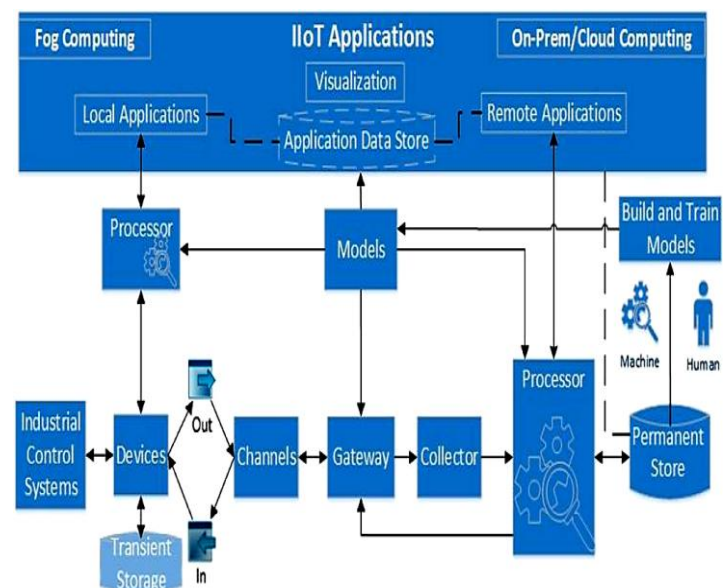 Fog Computing
IIoT Applications
On-Prem/Cloud Computing
Visualization
Local Applications
Application Data Store
Remote Applications
Processor
Models
Build and Train
Models
Machine
Human
Processor
Out
Industrial
Control
Systems
Devices
Channels
Gateway
Collector
Permanent
Store
In
Transient
Storage